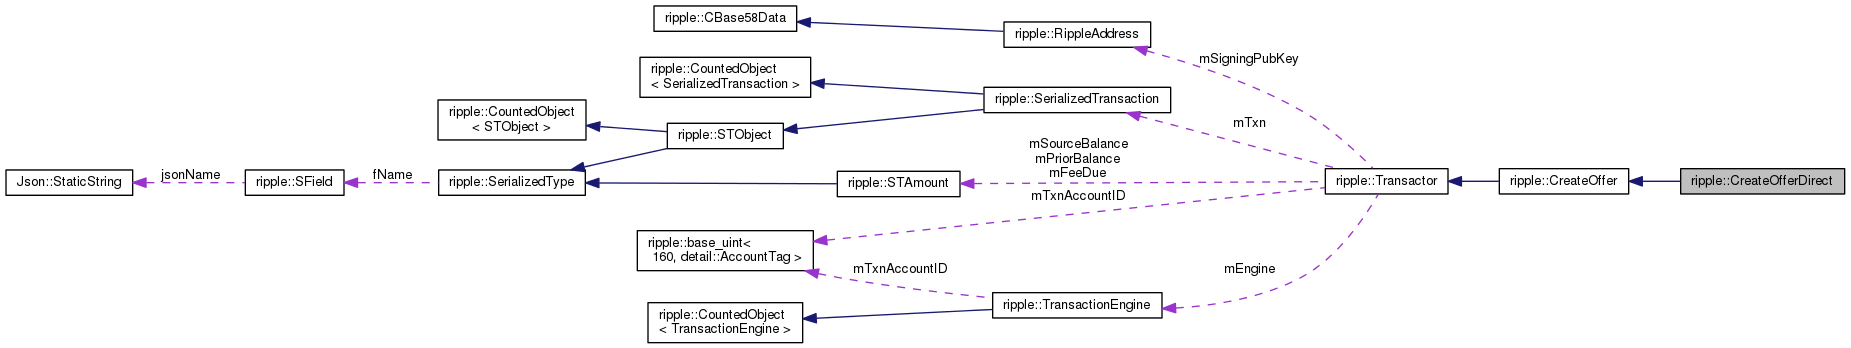 ripple::CBase58Data
ripple::RippleAddress
mSigningPubKey
ripple::CountedObject
< SerializedTransaction >
ripple::SerializedTransaction
ripple::CountedObject
< STObject >
ripple::STObject
mTxn
mSourceBalance
mPriorBalance
mFeeDue
Json::StaticString
jsonName
ripple::SField
fName
ripple::SerializedType
ripple::STAmount
ripple::Transactor
ripple::CreateOffer
ripple::CreateOfferDirect
mTxnAccountID
ripple::base_uint<
160, detail::AccountTag >
mTxnAccountID
mEngine
ripple::TransactionEngine
ripple::CountedObject
< TransactionEngine >